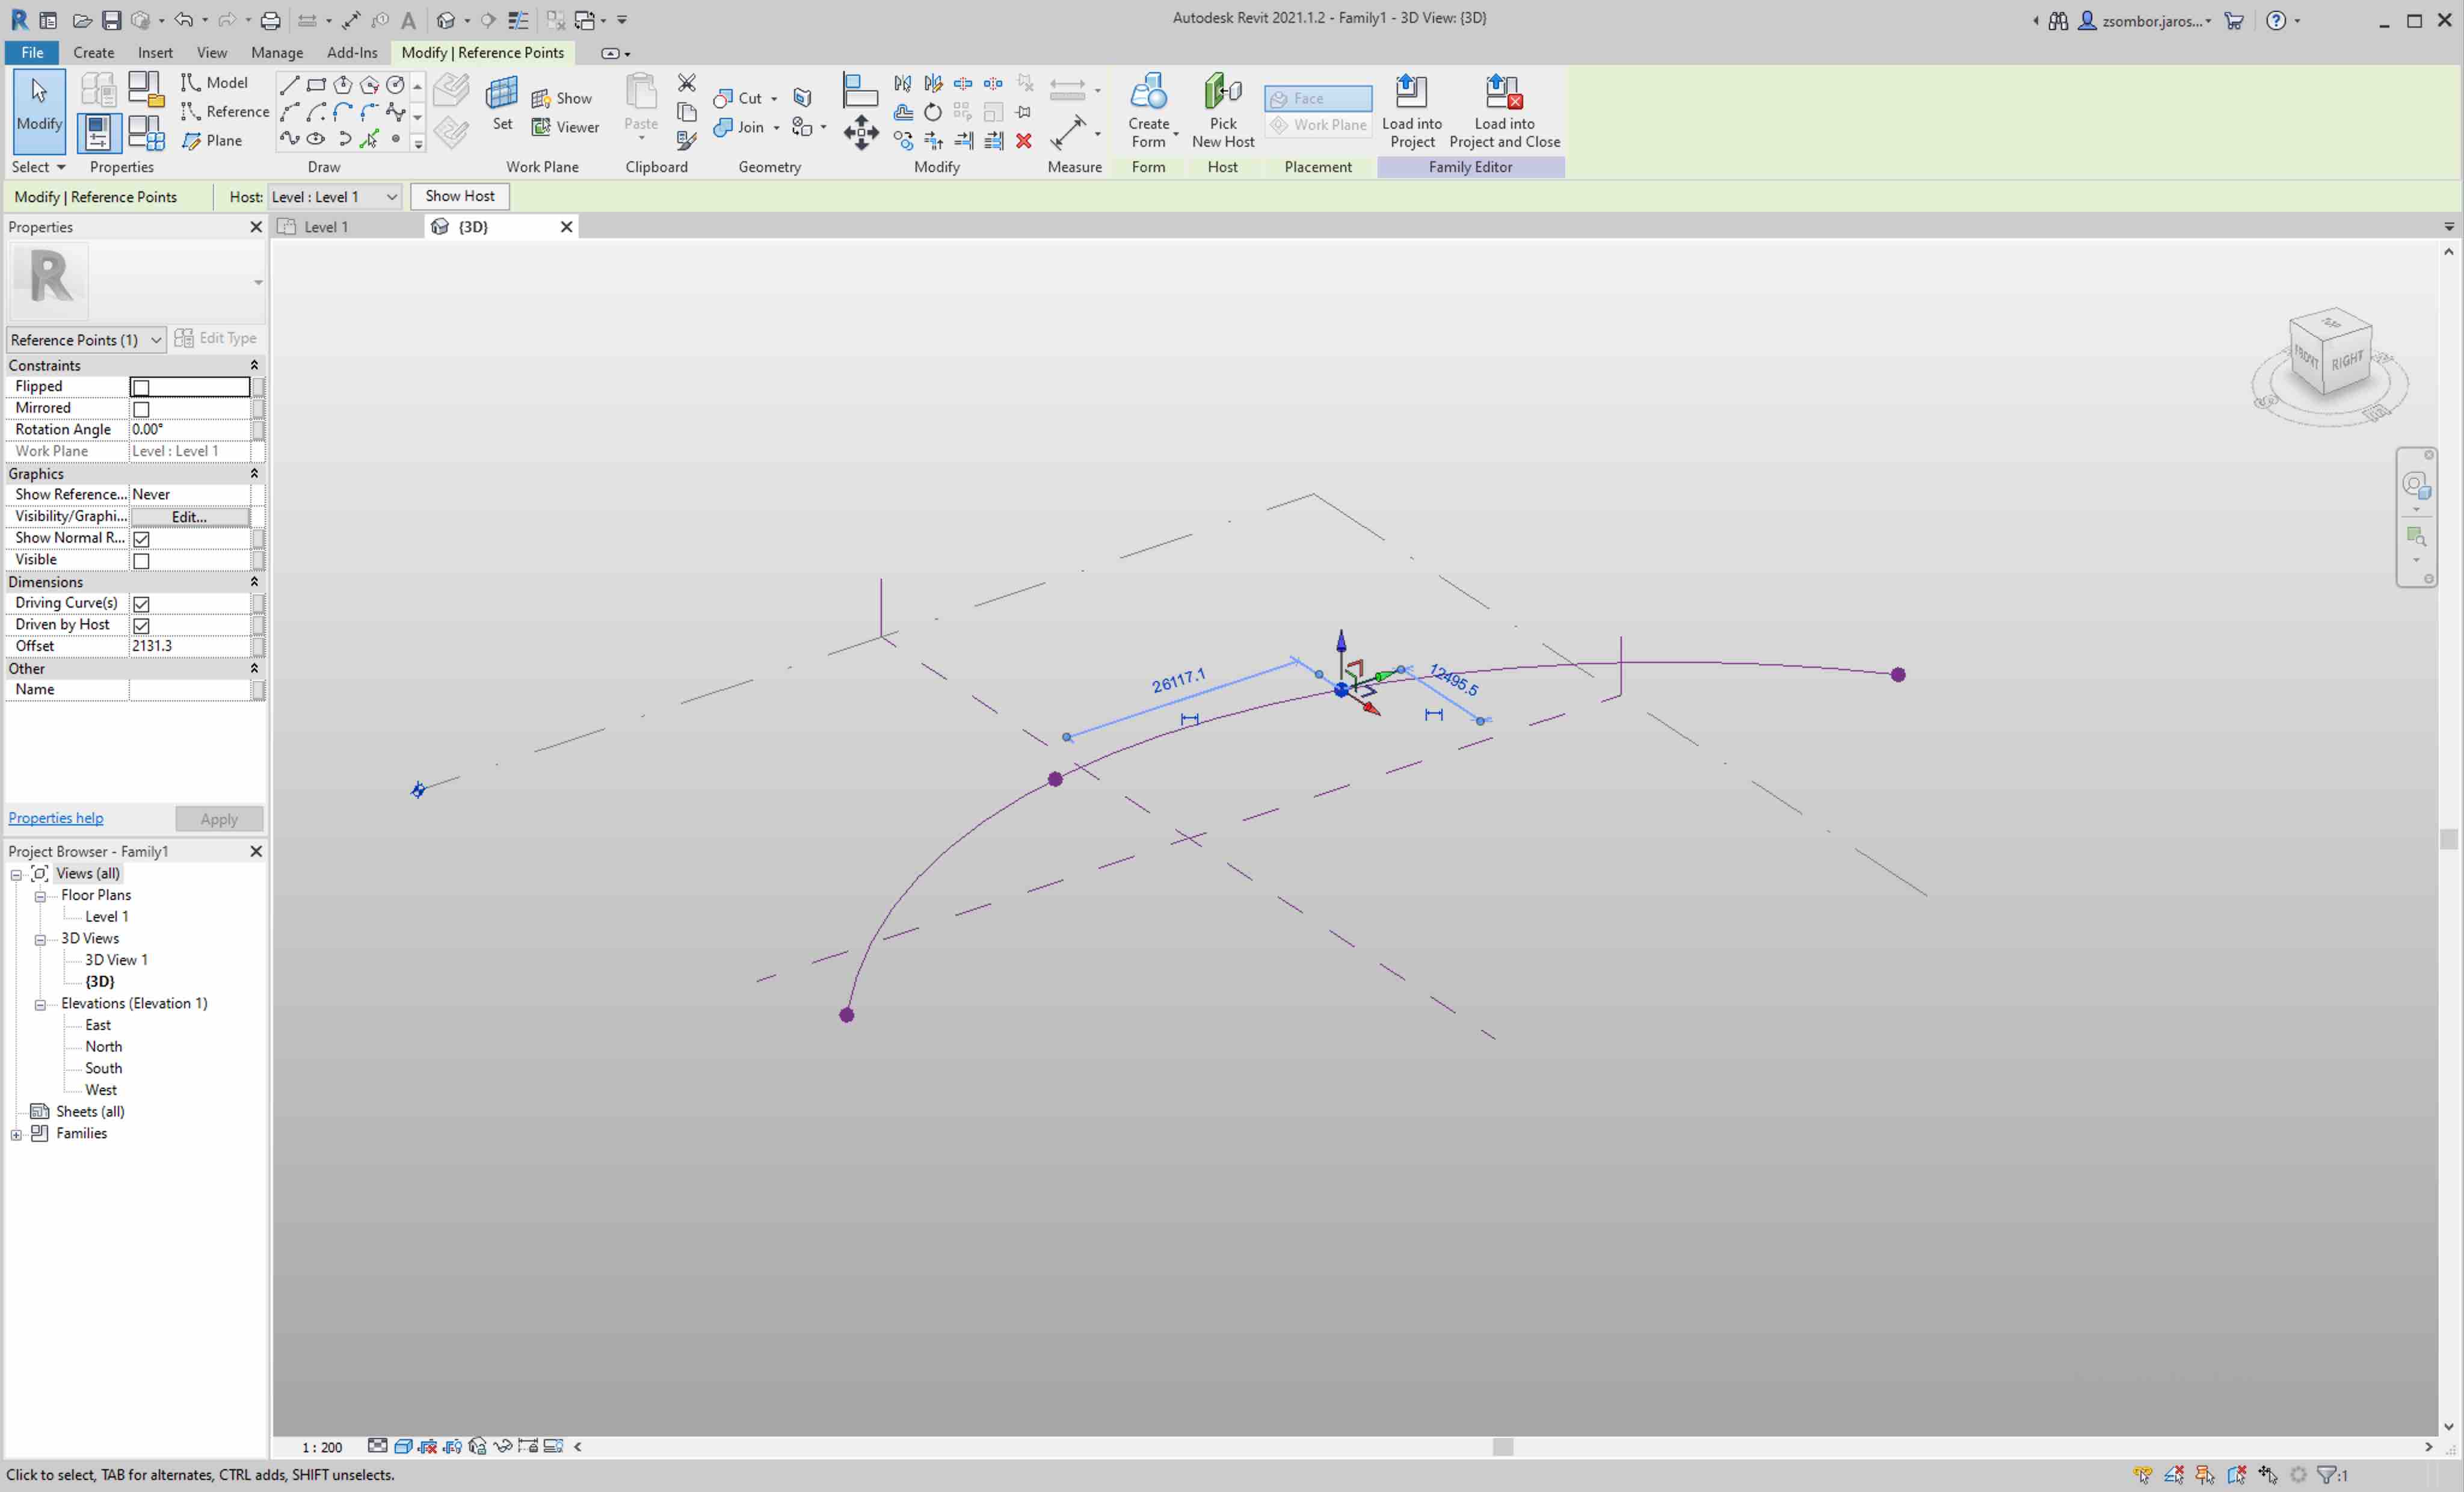 Autodesk Revit 2021.1.2 - Family1 - 3D View: {3D}
zsombor.jaros...
File Create Insert View Manage Add-Ins Modify | Reference Points
Modify
Model
Reference
Plane
Set
Show
Viewer
Paste
Cut
Join
Create Form
Pick New Host
Face
Work Plane
Load into Project
Load into Project and Close
Select Properties Draw Work Plane Clipboard Geometry Modify Measure Form Host Placement Family Editor
Modify | Reference Points Host: Level : Level 1 Show Host
Properties
Level 1 {3D}
R
Reference Points (1) Edit Type
Constraints
Flipped
Mirrored
Rotation Angle 0.00°
Work Plane Level : Level 1
Graphics
Show Reference... Never
Visibility/Graphi... Edit...
Show Normal R...
Visible
Dimensions
Driving Curve(s)
Driven by Host
Offset 2131.3
Other
Name
Properties help Apply
Project Browser - Family1
Views (all)
Floor Plans
Level 1
3D Views
3D View 1
{3D}
Elevations (Elevation 1)
East
North
South
West
Sheets (all)
Families
TOP
FRONT RIGHT
26117.1
12495.5
1 : 200
Click to select, TAB for alternates, CTRL adds, SHIFT unselects.
:1